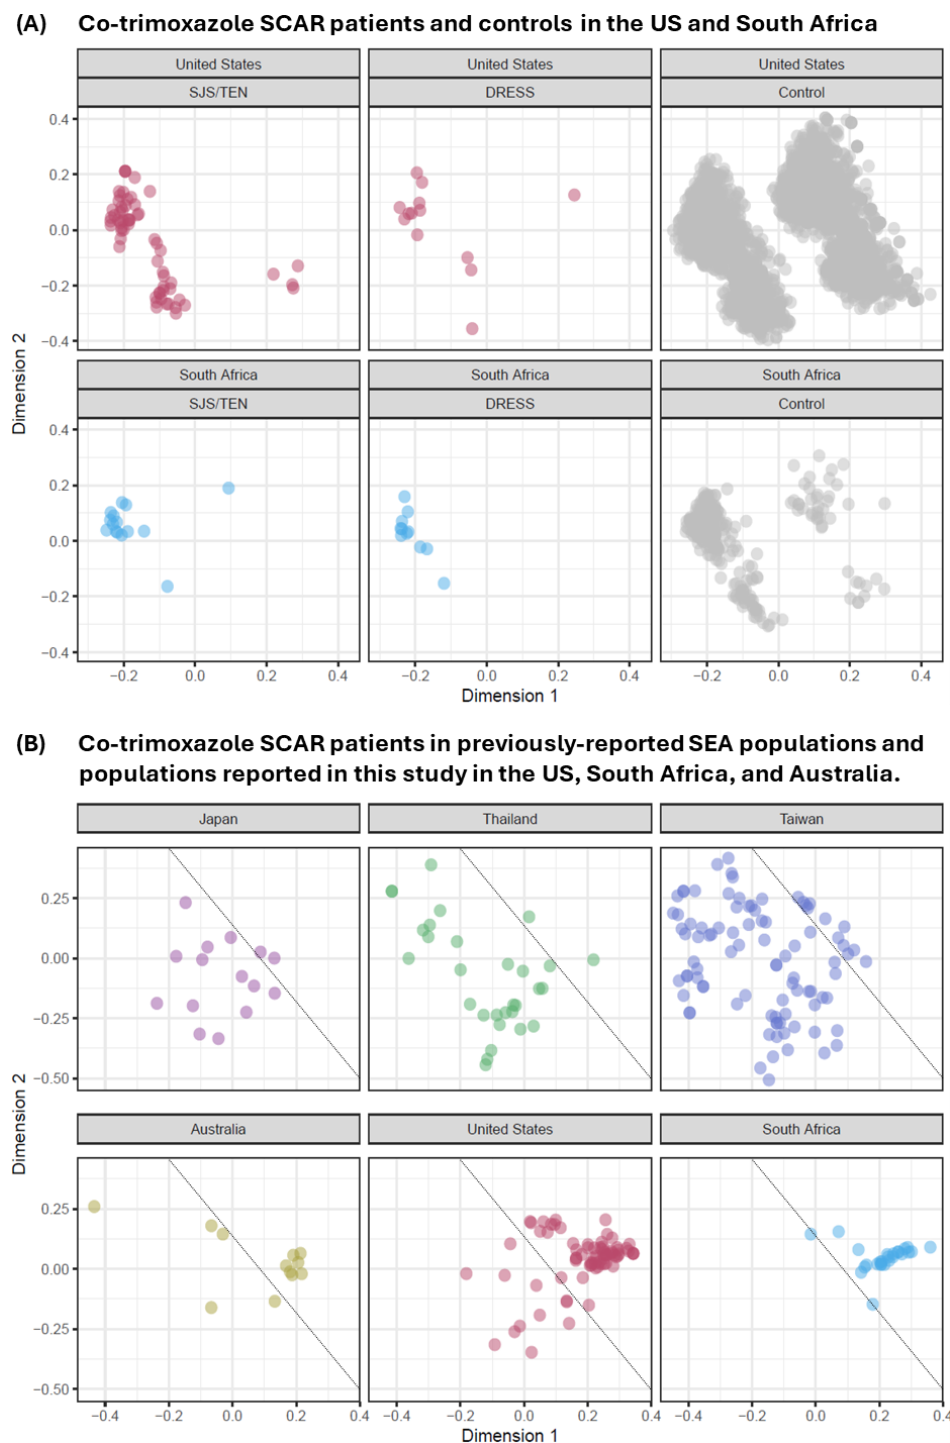 (A) Co-trimoxazole SCAR patients and controls in the US and South Africa
United States United States United States
SJS/TEN DRESS Control
0.4
0.2
0.0
−0.2
−0.4
South Africa South Africa South Africa
SJS/TEN DRESS Control
0.4
0.2
0.0
−0.2
−0.4
Dimension 2
−0.2 0.0 0.2 0.4 −0.2 0.0 0.2 0.4 −0.2 0.0 0.2 0.4
Dimension 1
(B) Co-trimoxazole SCAR patients in previously-reported SEA populations and
populations reported in this study in the US, South Africa, and Australia.
Japan Thailand Taiwan
0.25
0.00
−0.25
−0.50
Australia United States South Africa
0.25
0.00
−0.25
−0.50
Dimension 2
−0.4 −0.2 0.0 0.2 −0.4 −0.2 0.0 0.2 0.4 −0.4 −0.2 0.0 0.2 0.4
Dimension 1